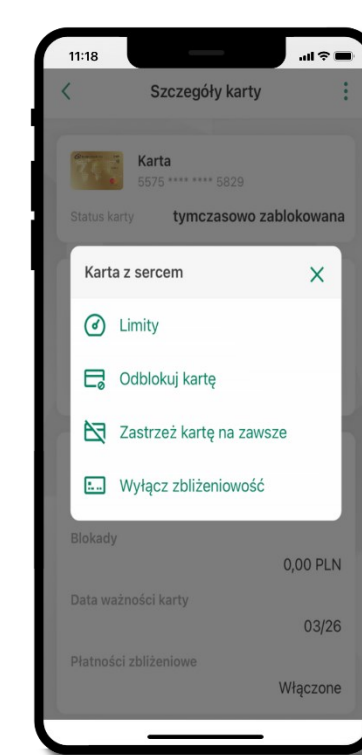 11:18
Szczegóły karty
Karta
5575 **** **** 5829
Status karty tymczasowo zablokowana
Karta z sercem
Limity
Odblokuj kartę
Zastrzeż kartę na zawsze
Wyłącz zbliżeniowość
Blokady
0,00 PLN
Data ważności karty
03/26
Płatności zbliżeniowe
Włączone